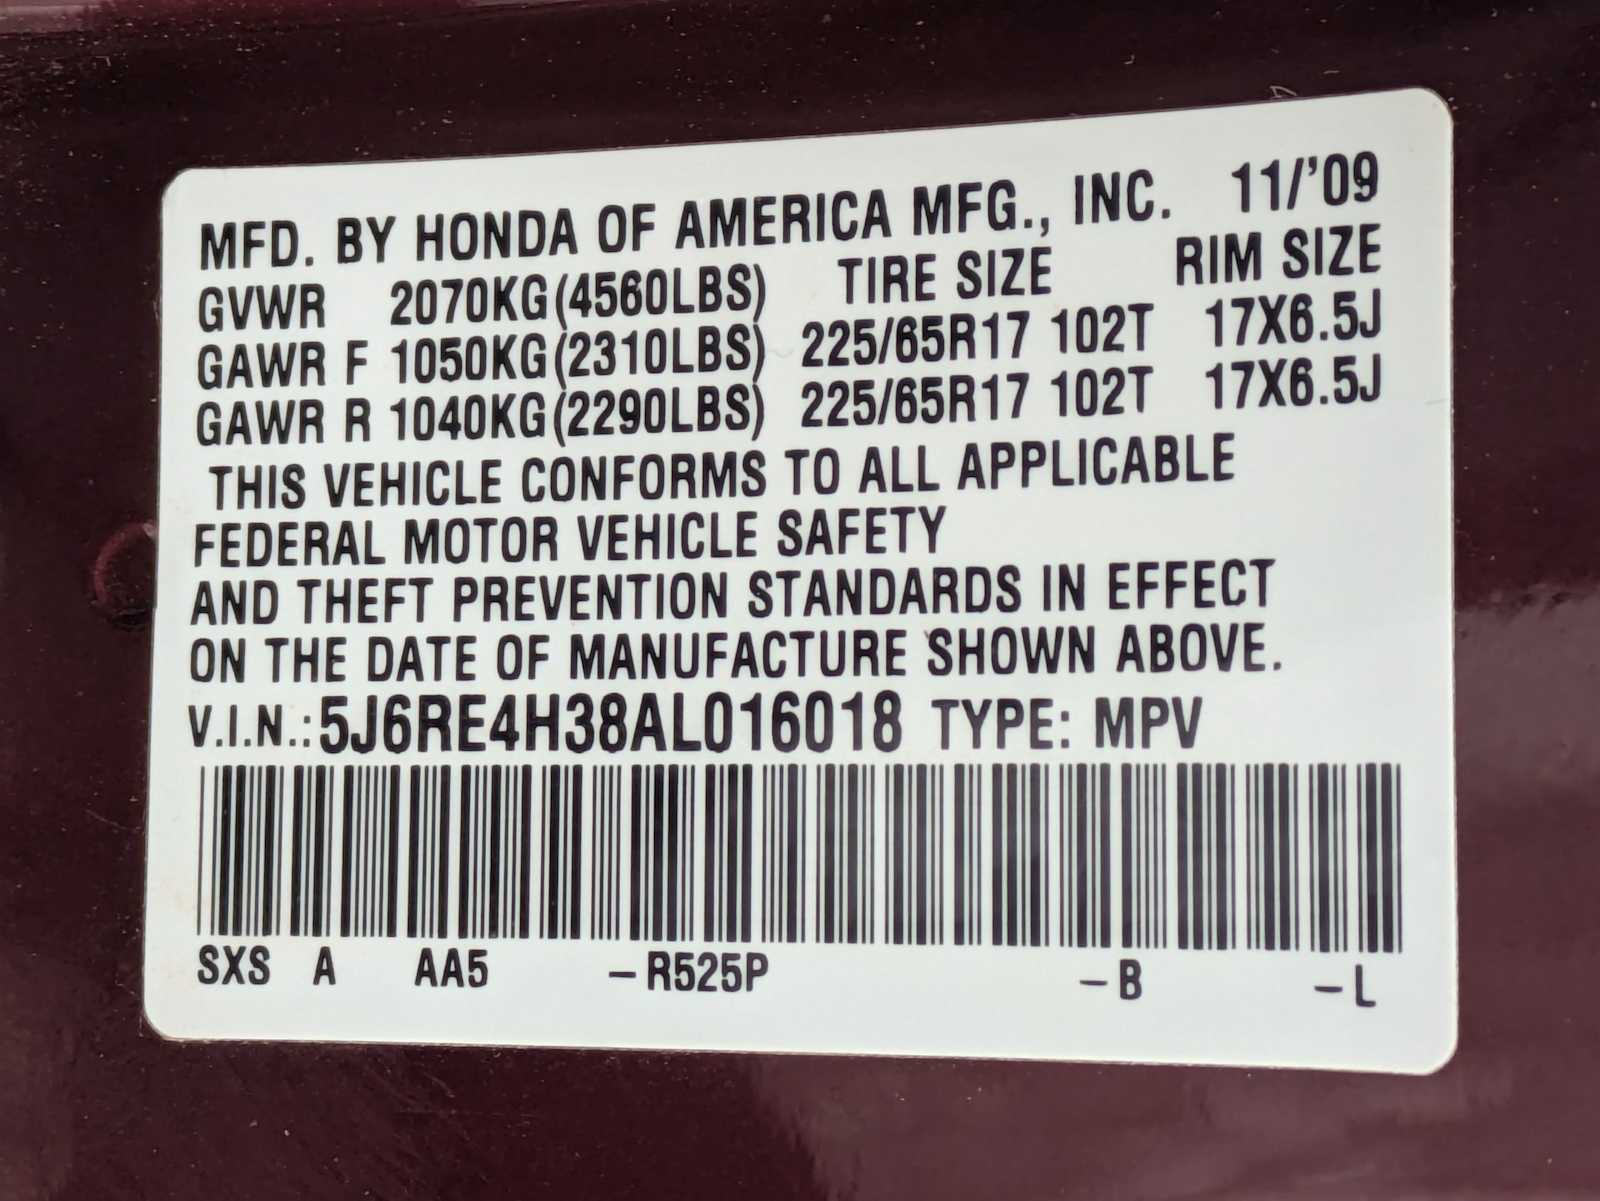 MFD. BY HONDA OF AMERICA MFG., INC. 11/'09
GVWR 2070KG(4560LBS) TIRE SIZE RIM SIZE
GAWR F 1050KG(2310LBS) 225/65R17 102T 17X6.5J
GAWR R 1040KG(2290LBS) 225/65R17 102T 17X6.5J
THIS VEHICLE CONFORMS TO ALL APPLICABLE
FEDERAL MOTOR VEHICLE SAFETY
AND THEFT PREVENTION STANDARDS IN EFFECT
ON THE DATE OF MANUFACTURE SHOWN ABOVE.
V.I.N.:5J6RE4H38AL016018 TYPE: MPV
SXS A AA5 -R525P -B -L